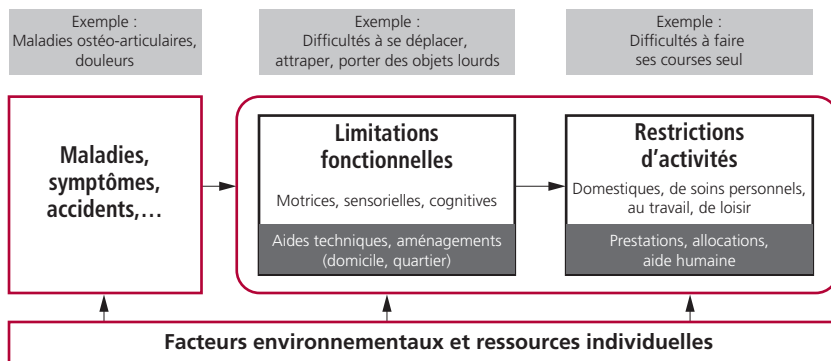 Exemple :
Maladies ostéo-articulaires,
douleurs
Exemple :
Difficultés à se déplacer,
attraper, porter des objets lourds
Exemple :
Difficultés à faire
ses courses seul
Maladies,
symptômes,
accidents,…
Limitations
fonctionnelles
Motrices, sensorielles, cognitives
Aides techniques, aménagements
(domicile, quartier)
Restrictions
d’activités
Domestiques, de soins personnels,
au travail, de loisir
Prestations, allocations,
aide humaine
Facteurs environnementaux et ressources individuelles